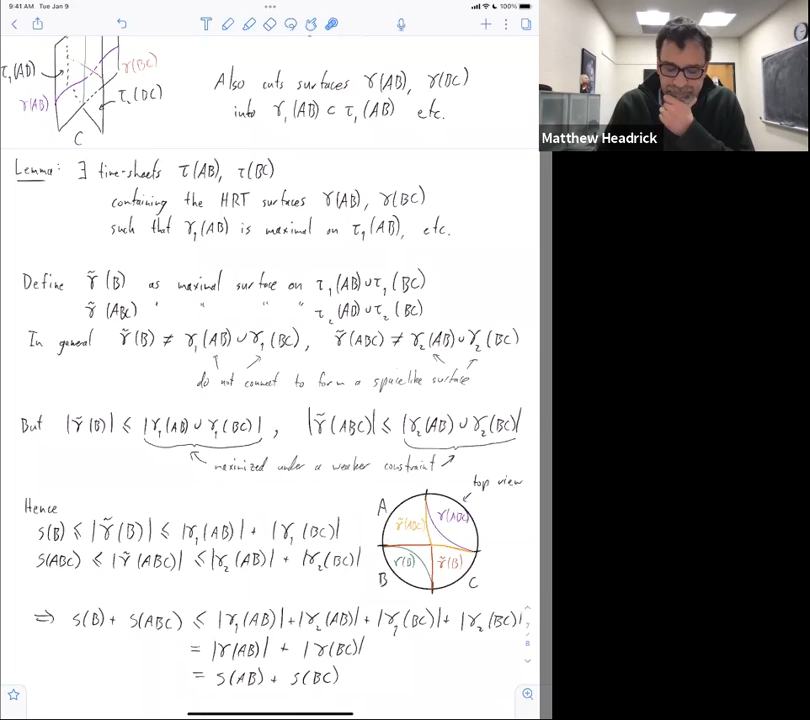 9:41 AM Tue Jan 9
100%
τ₁(AB)
γ(BC)
γ(AB)
τ₁(BC)
C
Also cuts surfaces γ(AB), γ(BC)
into γ₁(AB) ⊂ τ₁(AB) etc.
Matthew Headrick
Lemma: ∃ time-sheets τ(AB), τ(BC)
containing the HRT surfaces γ(AB), γ(BC)
such that γ₁(AB) is maximal on τ₁(AB), etc.
Define γ̃(B) as maximal surface on τ₁(AB)∪τ₁(BC)
γ̃(ABC) " " " " τ₂(AB)∪τ₂(BC)
In general γ̃(B) ≠ γ₁(AB)∪γ₁(BC), γ̃(ABC) ≠ γ₂(AB)∪γ₂(BC)
do not connect to form a spacelike surface
But |γ̃(B)| ≤ |γ₁(AB)∪γ₁(BC)|, |γ̃(ABC)| ≤ |γ₂(AB)∪γ₂(BC)|
maximized under a weaker constraint
top view
Hence
S(B) ≤ |γ̃(B)| ≤ |γ₁(AB)| + |γ₁(BC)|
S(ABC) ≤ |γ̃(ABC)| ≤ |γ₂(AB)| + |γ₂(BC)|
A
γ(ABC)
γ̃(ABC)
γ(B)
γ̃(B)
B
C
⇒ S(B) + S(ABC) ≤ |γ₁(AB)| + |γ₂(AB)| + |γ₁(BC)| + |γ₂(BC)|
= |γ(AB)| + |γ(BC)|
= S(AB) + S(BC)